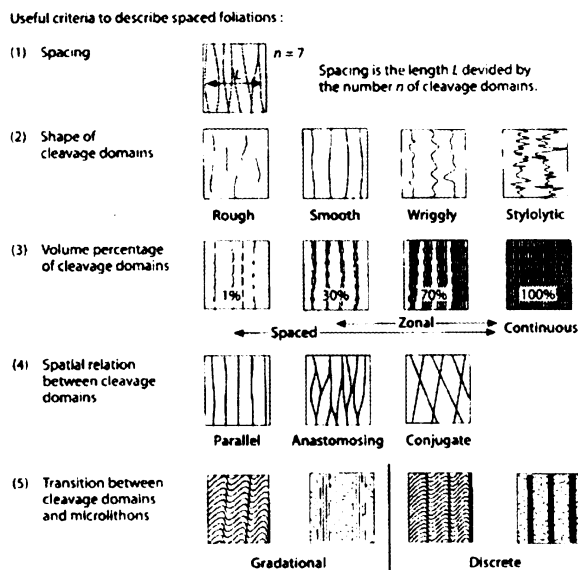 Useful criteria to describe spaced foliations :
(1) Spacing
L
n = 7
Spacing is the length L devided by
the number n of cleavage domains.
(2) Shape of
cleavage domains
Rough Smooth Wriggly Stylolytic
(3) Volume percentage
of cleavage domains
1% 30% 70% 100%
Zonal
Spaced
Continuous
(4) Spatial relation
between cleavage
domains
Parallel Anastomosing Conjugate
(5) Transition between
cleavage domains
and microlithons
Gradational Discrete